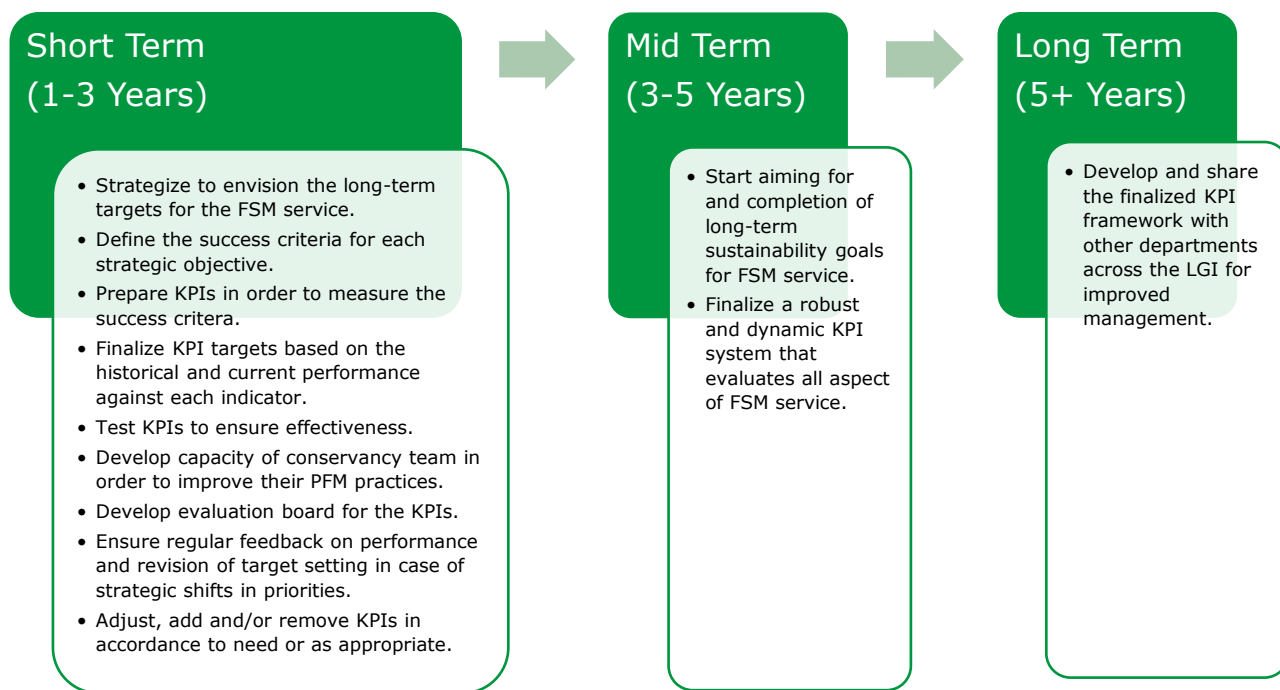 Short Term
(1-3 Years)
• Strategize to envision the long-term
targets for the FSM service.
• Define the success criteria for each
strategic objective.
• Prepare KPIs in order to measure the
success critera.
• Finalize KPI targets based on the
historical and current performance
against each indicator.
• Test KPIs to ensure effectiveness.
• Develop capacity of conservancy team in
order to improve their PFM practices.
• Develop evaluation board for the KPIs.
• Ensure regular feedback on performance
and revision of target setting in case of
strategic shifts in priorities.
• Adjust, add and/or remove KPIs in
accordance to need or as appropriate.
Mid Term
(3-5 Years)
• Start aiming for
and completion of
long-term
sustainability goals
for FSM service.
• Finalize a robust
and dynamic KPI
system that
evaluates all aspect
of FSM service.
Long Term
(5+ Years)
• Develop and share
the finalized KPI
framework with
other departments
across the LGI for
improved
management.